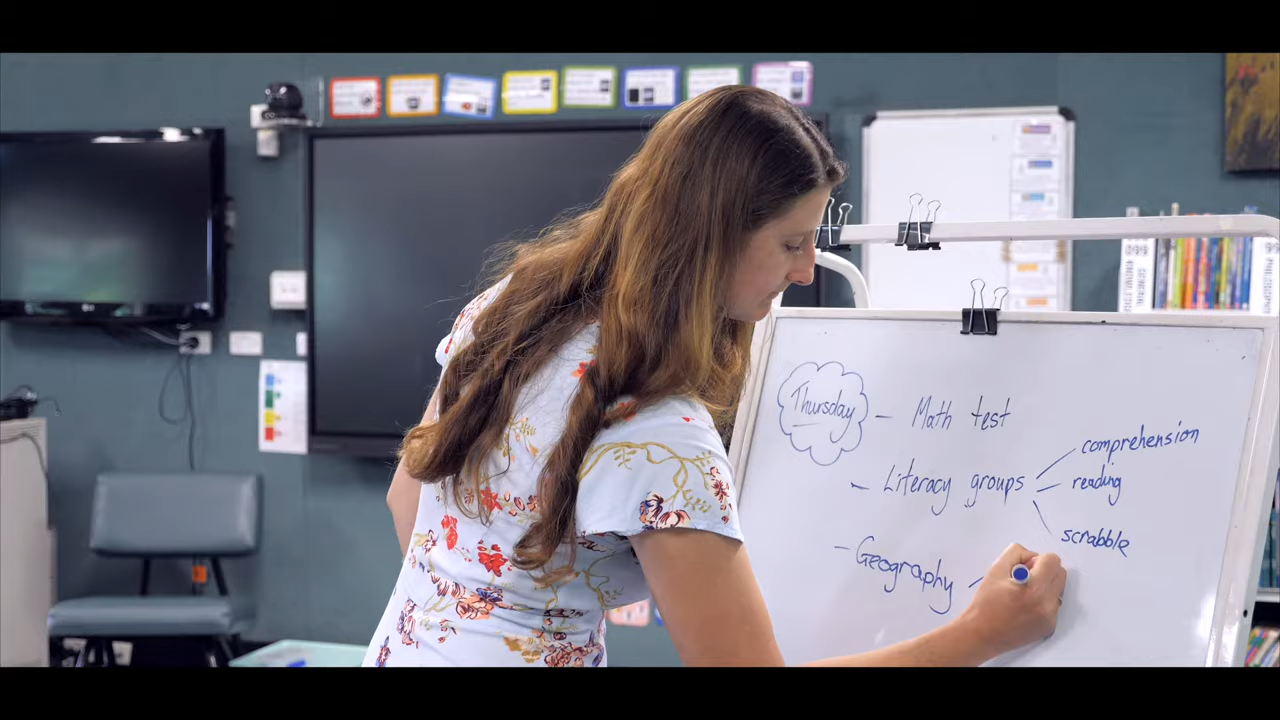 Thursday
- Math test
- Literacy groups
comprehension
reading
scrabble
- Geography